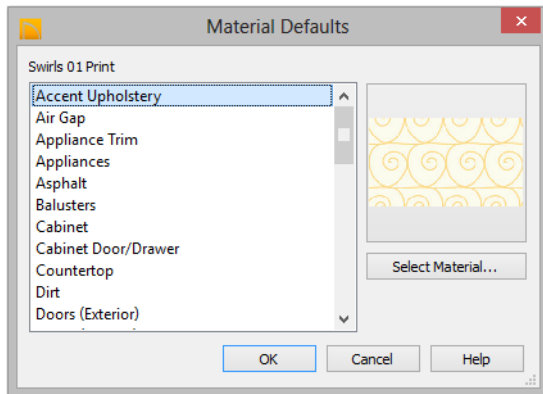 Material Defaults
Swirls 01 Print
Accent Upholstery
Air Gap
Appliance Trim
Appliances
Asphalt
Balusters
Cabinet
Cabinet Door/Drawer
Countertop
Dirt
Doors (Exterior)
Select Material...
OK
Cancel
Help